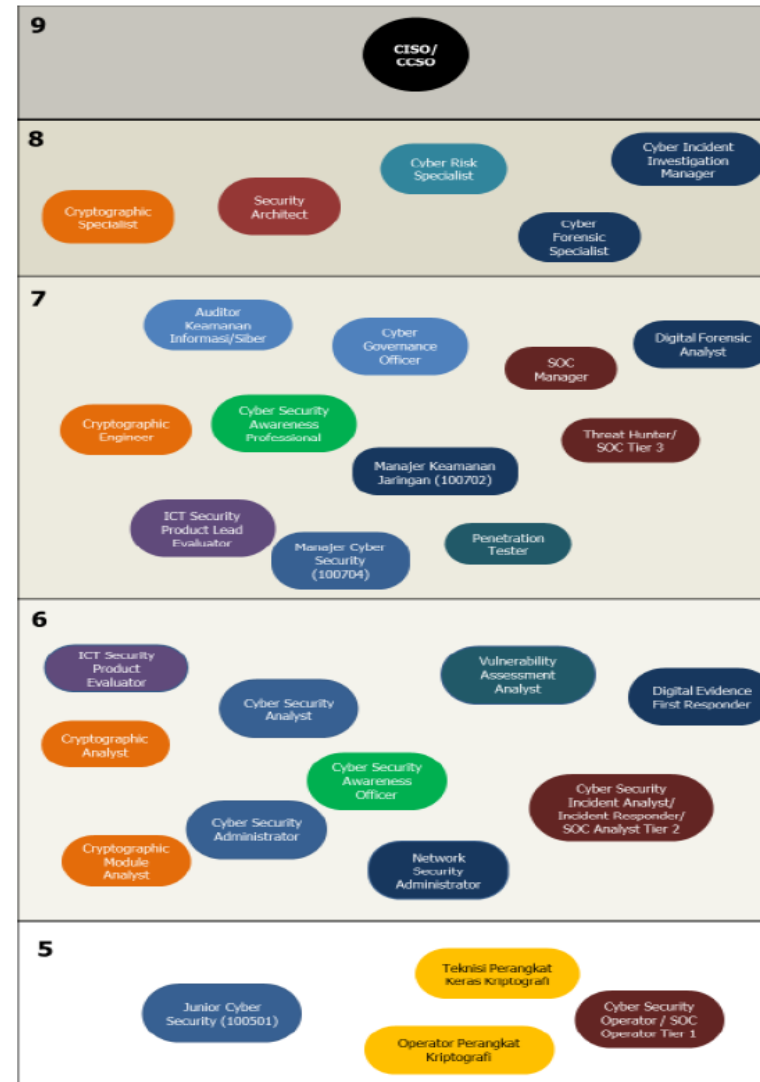 9
CISO/
CCSO
8
Cyber Risk
Specialist
Cyber Incident
Investigation
Manager
Cryptographic
Specialist
Security
Architect
Cyber
Forensic
Specialist
7
Auditor
Keamanan
Informasi/Siber
Cyber
Governance
Officer
SOC
Manager
Digital Forensic
Analyst
Cryptographic
Engineer
Cyber Security
Awareness
Professional
Manajer Keamanan
Jaringan (100702)
Threat Hunter/
SOC Tier 3
ICT Security
Product Lead
Evaluator
Manajer Cyber
Security
(100704)
Penetration
Tester
6
ICT Security
Product
Evaluator
Cyber Security
Analyst
Vulnerability
Assessment
Analyst
Digital Evidence
First Responder
Cryptographic
Analyst
Cyber Security
Awareness
Officer
Cyber Security
Incident Analyst/
Incident Responder/
SOC Analyst Tier 2
Cyber Security
Administrator
Cryptographic
Module
Analyst
Network
Security
Administrator
5
Teknisi Perangkat
Keras Kriptografi
Junior Cyber
Security (100501)
Cyber Security
Operator / SOC
Operator Tier 1
Operator Perangkat
Kriptografi